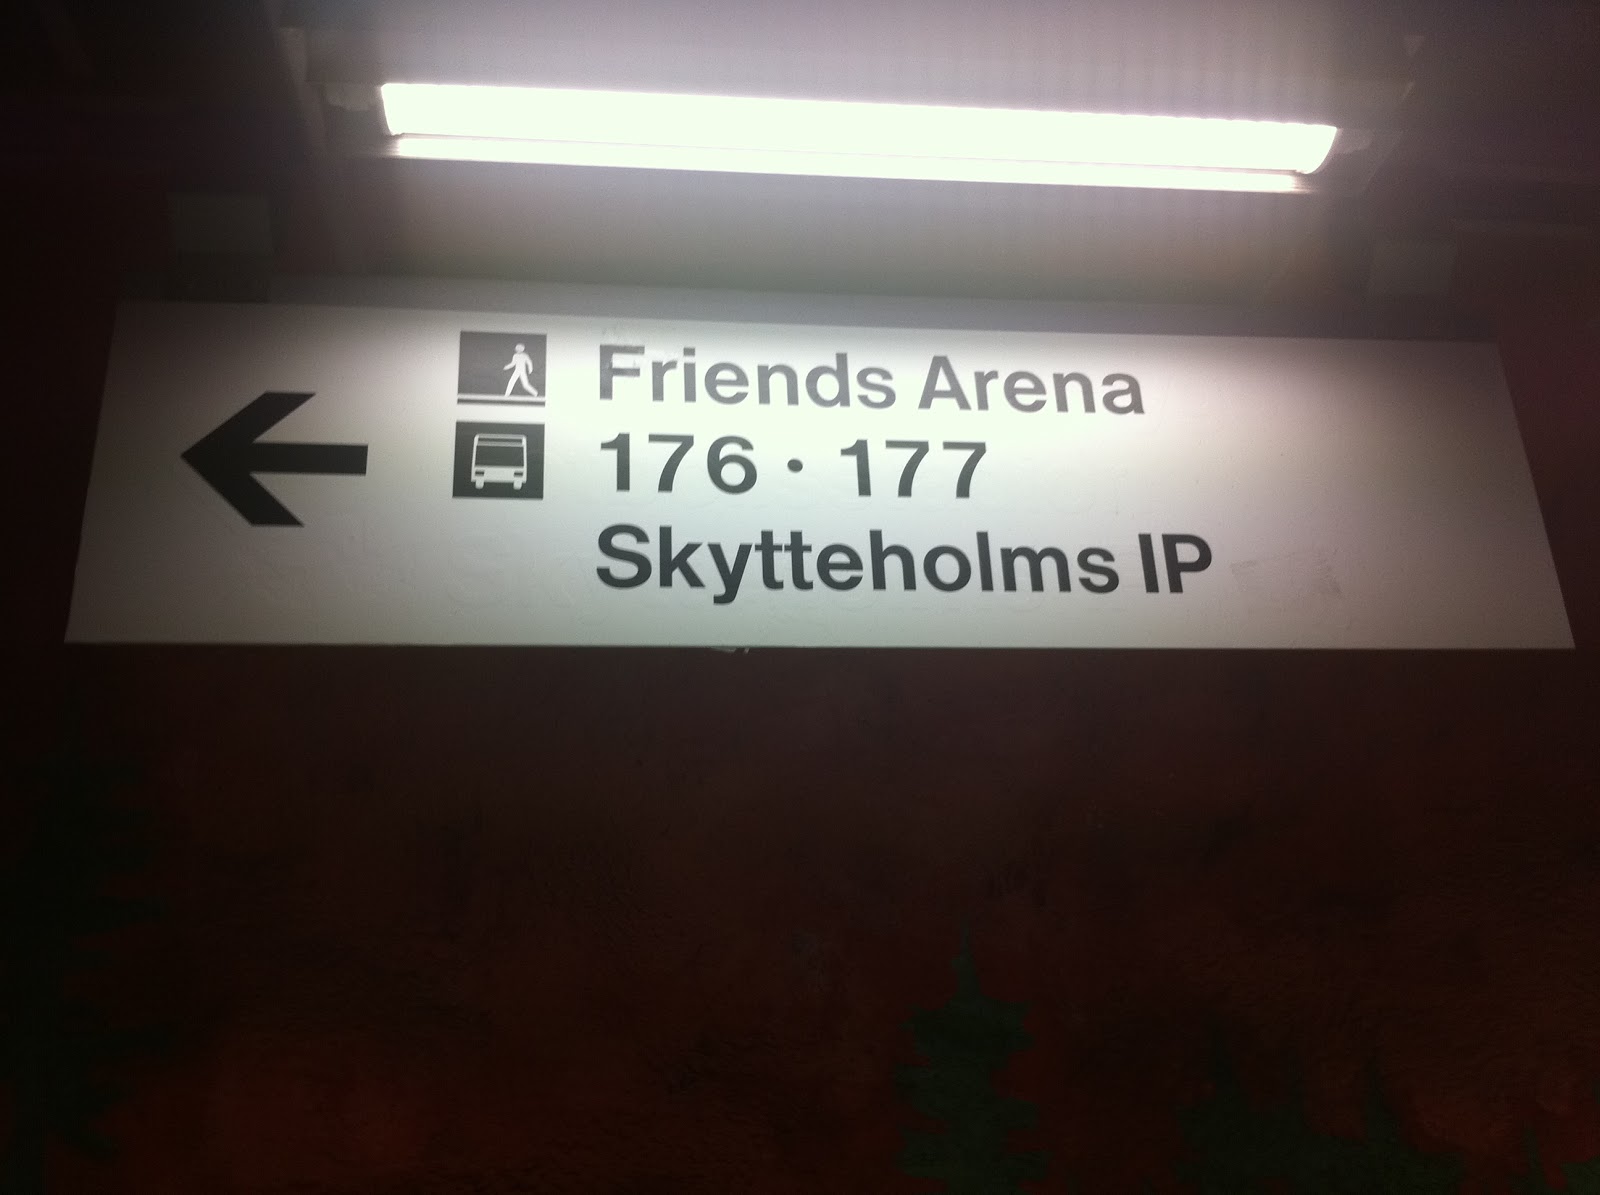 Friends Arena
176 · 177
Skytteholms IP